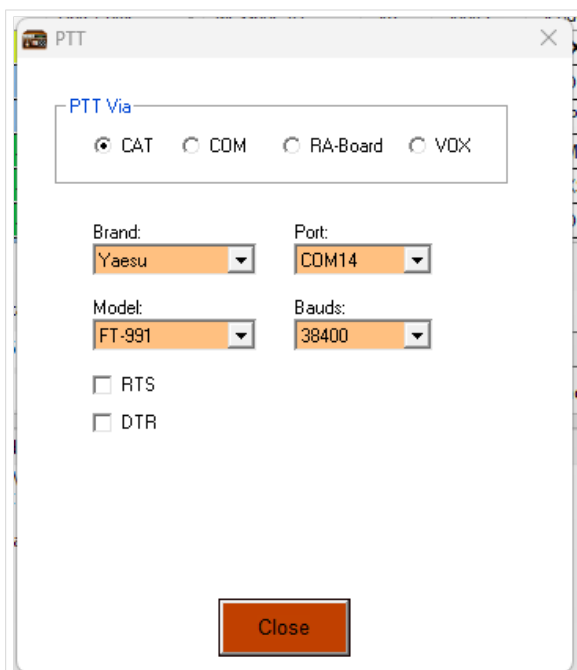 PTT
PTT Via
CAT COM RA-Board VOX
Brand: Port:
Yaesu COM14
Model: Bauds:
FT-991 38400
RTS
DTR
Close